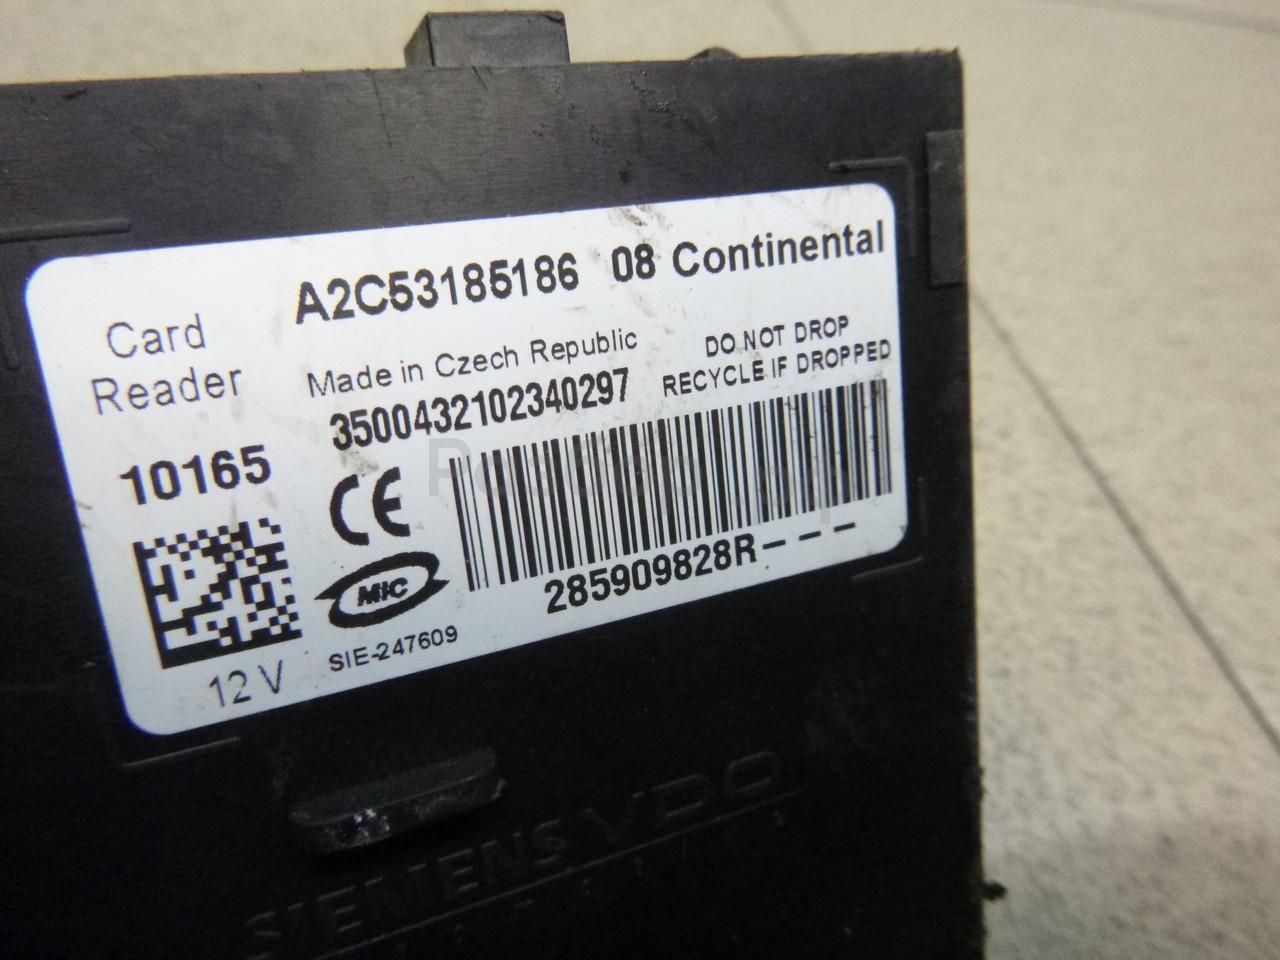 A2C53185186 08 Continental
Card
Reader
Made in Czech Republic
DO NOT DROP
RECYCLE IF DROPPED
3500432102340297
10165
CE
MIC
285909828R---
SIE-247609
12 V
SIEMENS VDO